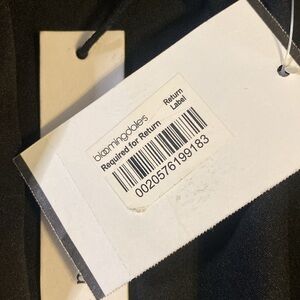 bloomingdale's
Required for Return
Return
Label
0020576199183